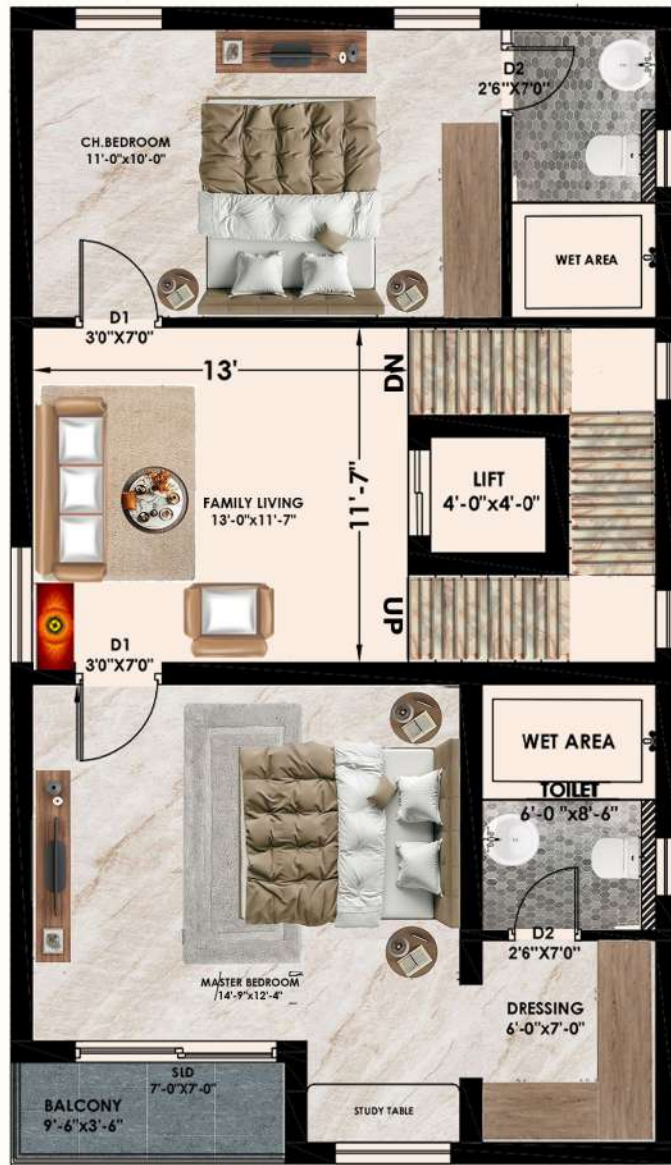 D2
2'6"X7'0"
CH.BEDROOM
11'-0"x10'-0"
WET AREA
D1
3'0"X7'0"
13'
DN
11'-7"
LIFT
4'-0"x4'-0"
FAMILY LIVING
13'-0"x11'-7"
UP
D1
3'0"X7'0"
WET AREA
TOILET
6'-0"x8'-6"
D2
2'6"X7'0"
MASTER BEDROOM
14'-9"x12'-4"
DRESSING
6'-0"x7'-0"
SLD
7'-0"X7'-0"
BALCONY
9'-6"x3'-6"
STUDY TABLE